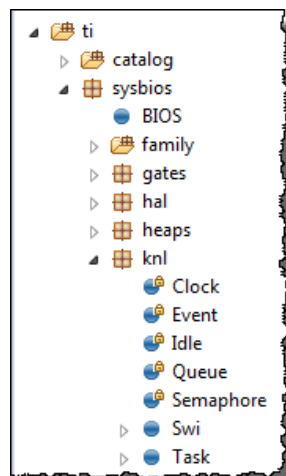 ti
catalog
sysbios
BIOS
family
gates
hal
heaps
knl
Clock
Event
Idle
Queue
Semaphore
Swi
Task